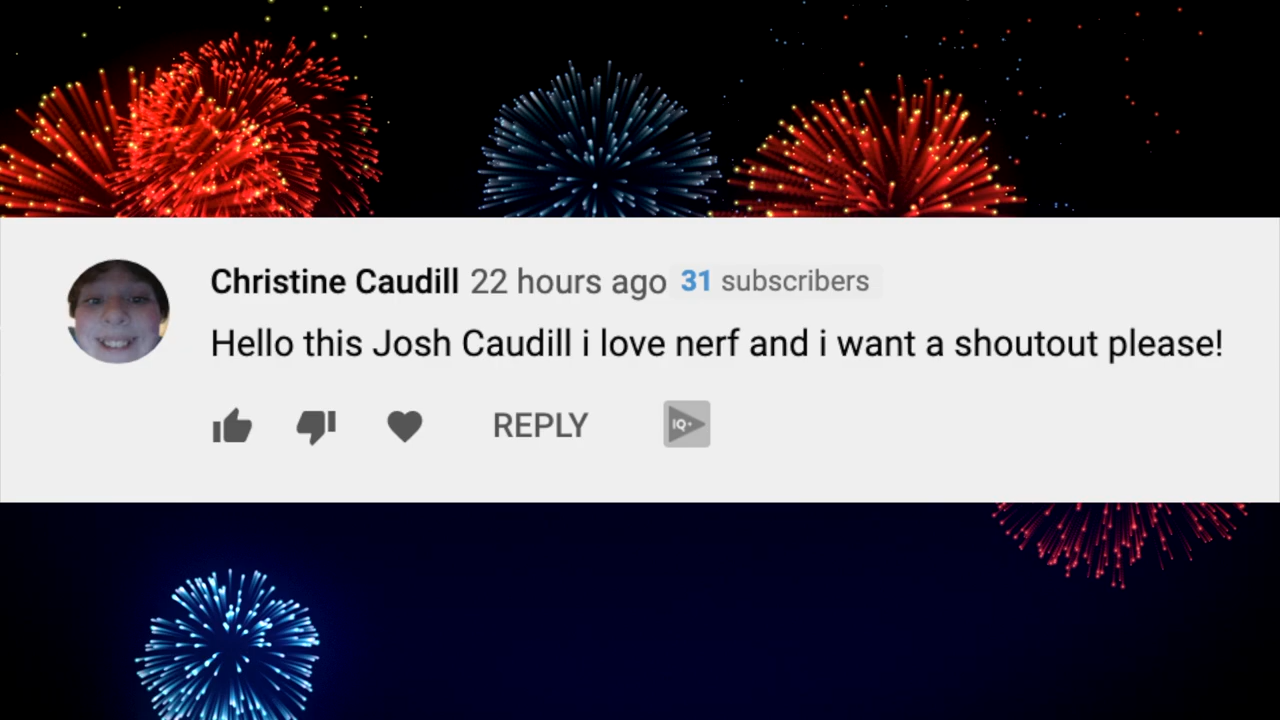 Christine Caudill 22 hours ago 31 subscribers
Hello this Josh Caudill i love nerf and i want a shoutout please!
REPLY IQ